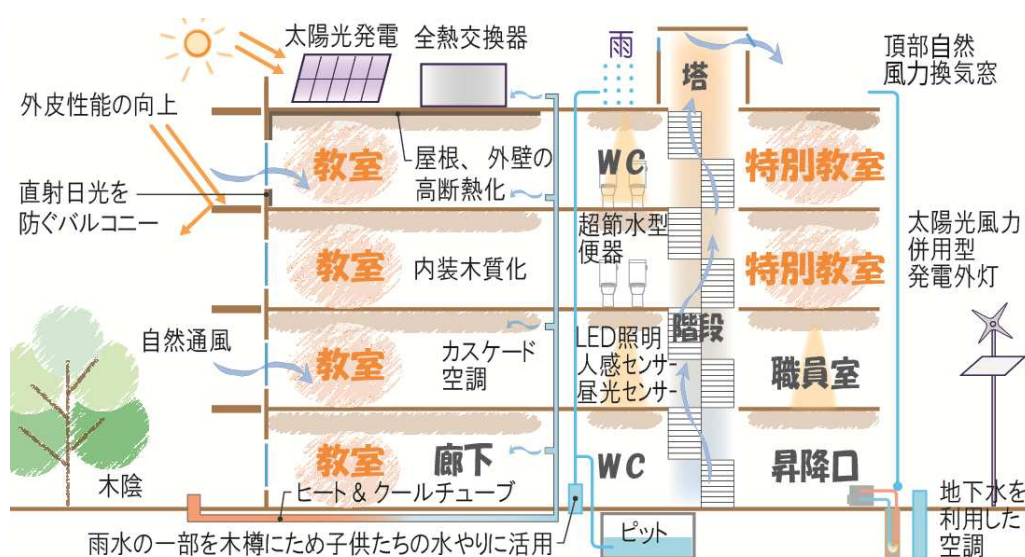 太陽光発電
全熱交換器
雨
頂部自然
風力換気窓
塔
外皮性能の向上
教室
屋根、外壁の
高断熱化
WC
特別教室
直射日光を
防ぐバルコニー
超節水型
便器
太陽光風力
併用型
発電外灯
教室
内装木質化
特別教室
自然通風
教室
カスケード
空調
LED照明
人感センサー
昼光センサー
階段
職員室
教室
廊下
WC
昇降口
木陰
ヒート&クールチューブ
地下水を
利用した
空調
ピット
雨水の一部を木樽にため子供たちの水やりに活用